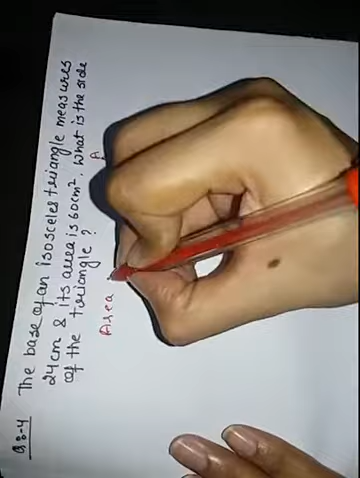 Q:-4 The base of an isosceles triangle measures
24cm & its area is 60cm². What is the side
of the triangle ?
A
Area